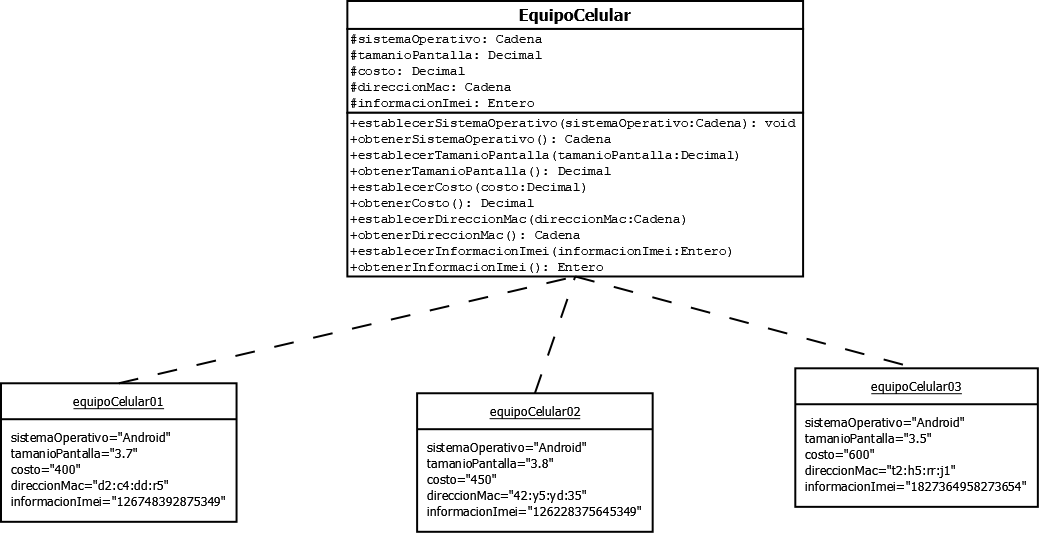 EquipoCelular
#sistemaOperativo: Cadena
#tamanioPantalla: Decimal
#costo: Decimal
#direccionMac: Cadena
#informacionImei: Entero
+establecerSistemaOperativo(sistemaOperativo:Cadena): void
+obtenerSistemaOperativo(): Cadena
+establecerTamanioPantalla(tamanioPantalla:Decimal)
+obtenerTamanioPantalla(): Decimal
+establecerCosto(costo:Decimal)
+obtenerCosto(): Decimal
+establecerDireccionMac(direccionMac:Cadena)
+obtenerDireccionMac(): Cadena
+establecerInformacionImei(informacionImei:Entero)
+obtenerInformacionImei(): Entero
equipoCelular01
sistemaOperativo="Android"
tamanioPantalla="3.7"
costo="400"
direccionMac="d2:c4:dd:r5"
informacionImei="126748392875349"
equipoCelular02
sistemaOperativo="Android"
tamanioPantalla="3.8"
costo="450"
direccionMac="42:y5:yd:35"
informacionImei="126228375645349"
equipoCelular03
sistemaOperativo="Android"
tamanioPantalla="3.5"
costo="600"
direccionMac="t2:h5:rr:j1"
informacionImei="1827364958273654"